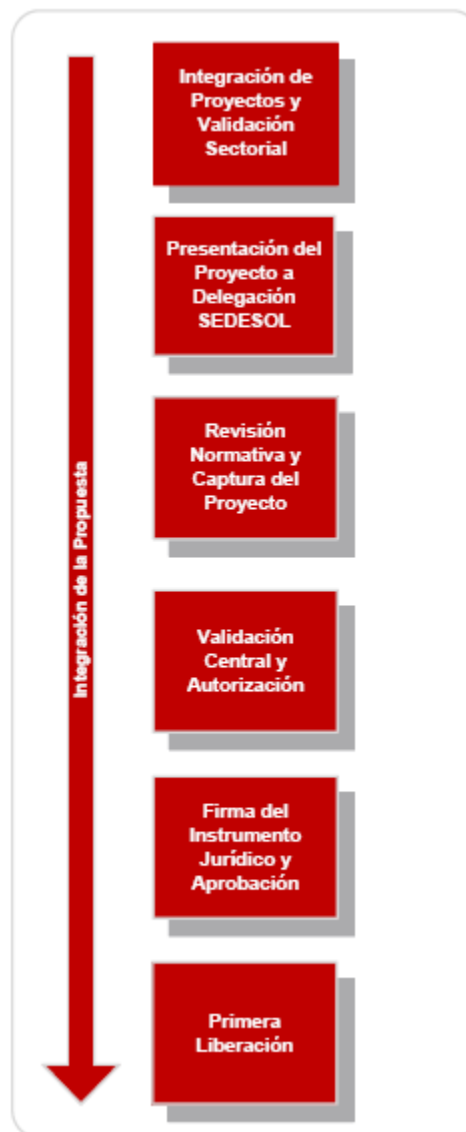 Integración de
Proyectos y
Validación
Sectorial
Presentación del
Proyecto a
Delegación
SEDESOL
Revisión
Normativa y
Captura del
Proyecto
Integración de la Propuesta
Validación
Central y
Autorización
Firma del
Instrumento
Jurídico y
Aprobación
Primera
Liberación